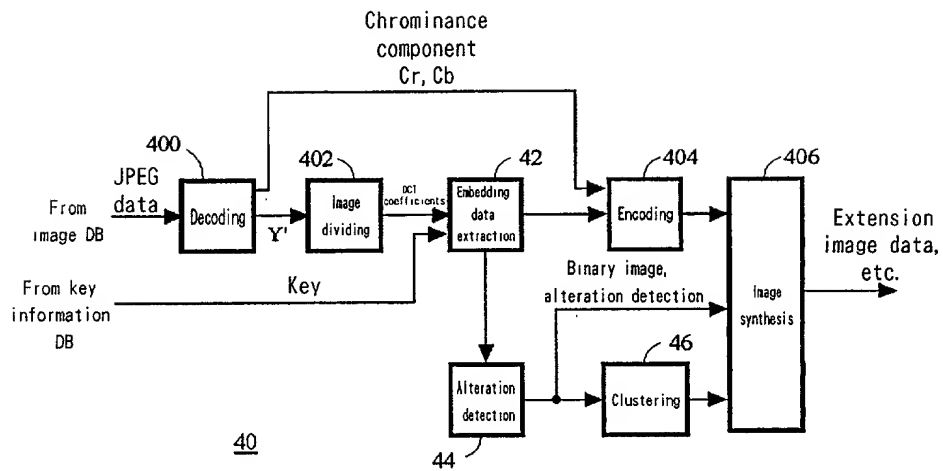 Chrominance
component
Cr, Cb
400
402
42
404
406
JPEG
data
From
image DB
Decoding
Y'
Image
dividing
DCT
coefficients
Embedding
data
extraction
Encoding
Extension
image data,
etc.
From key
information
DB
Key
Binary image,
alteration detection
Image
synthesis
46
Alteration
detection
Clustering
40
44